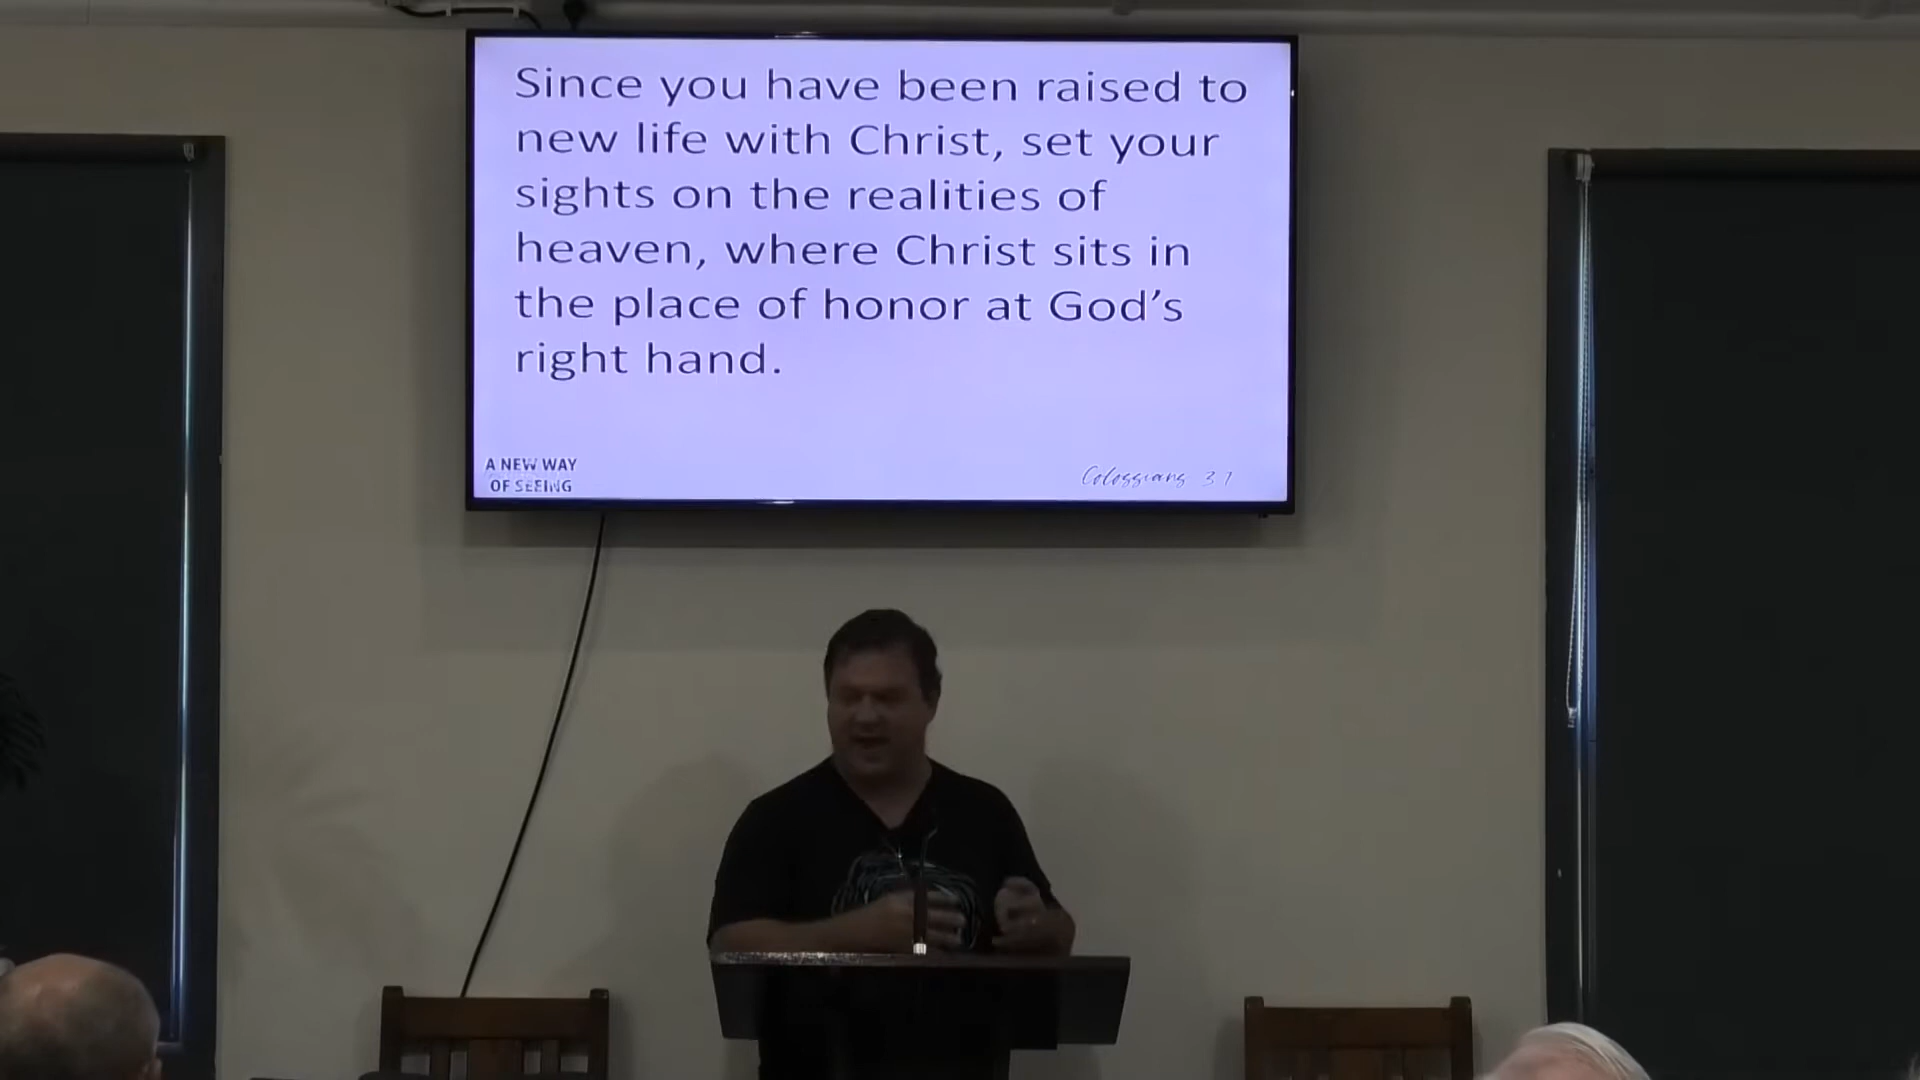 Since you have been raised to
new life with Christ, set your
sights on the realities of
heaven, where Christ sits in
the place of honor at God’s
right hand.
A NEW WAY
OF SEEING
Colossians 3 1